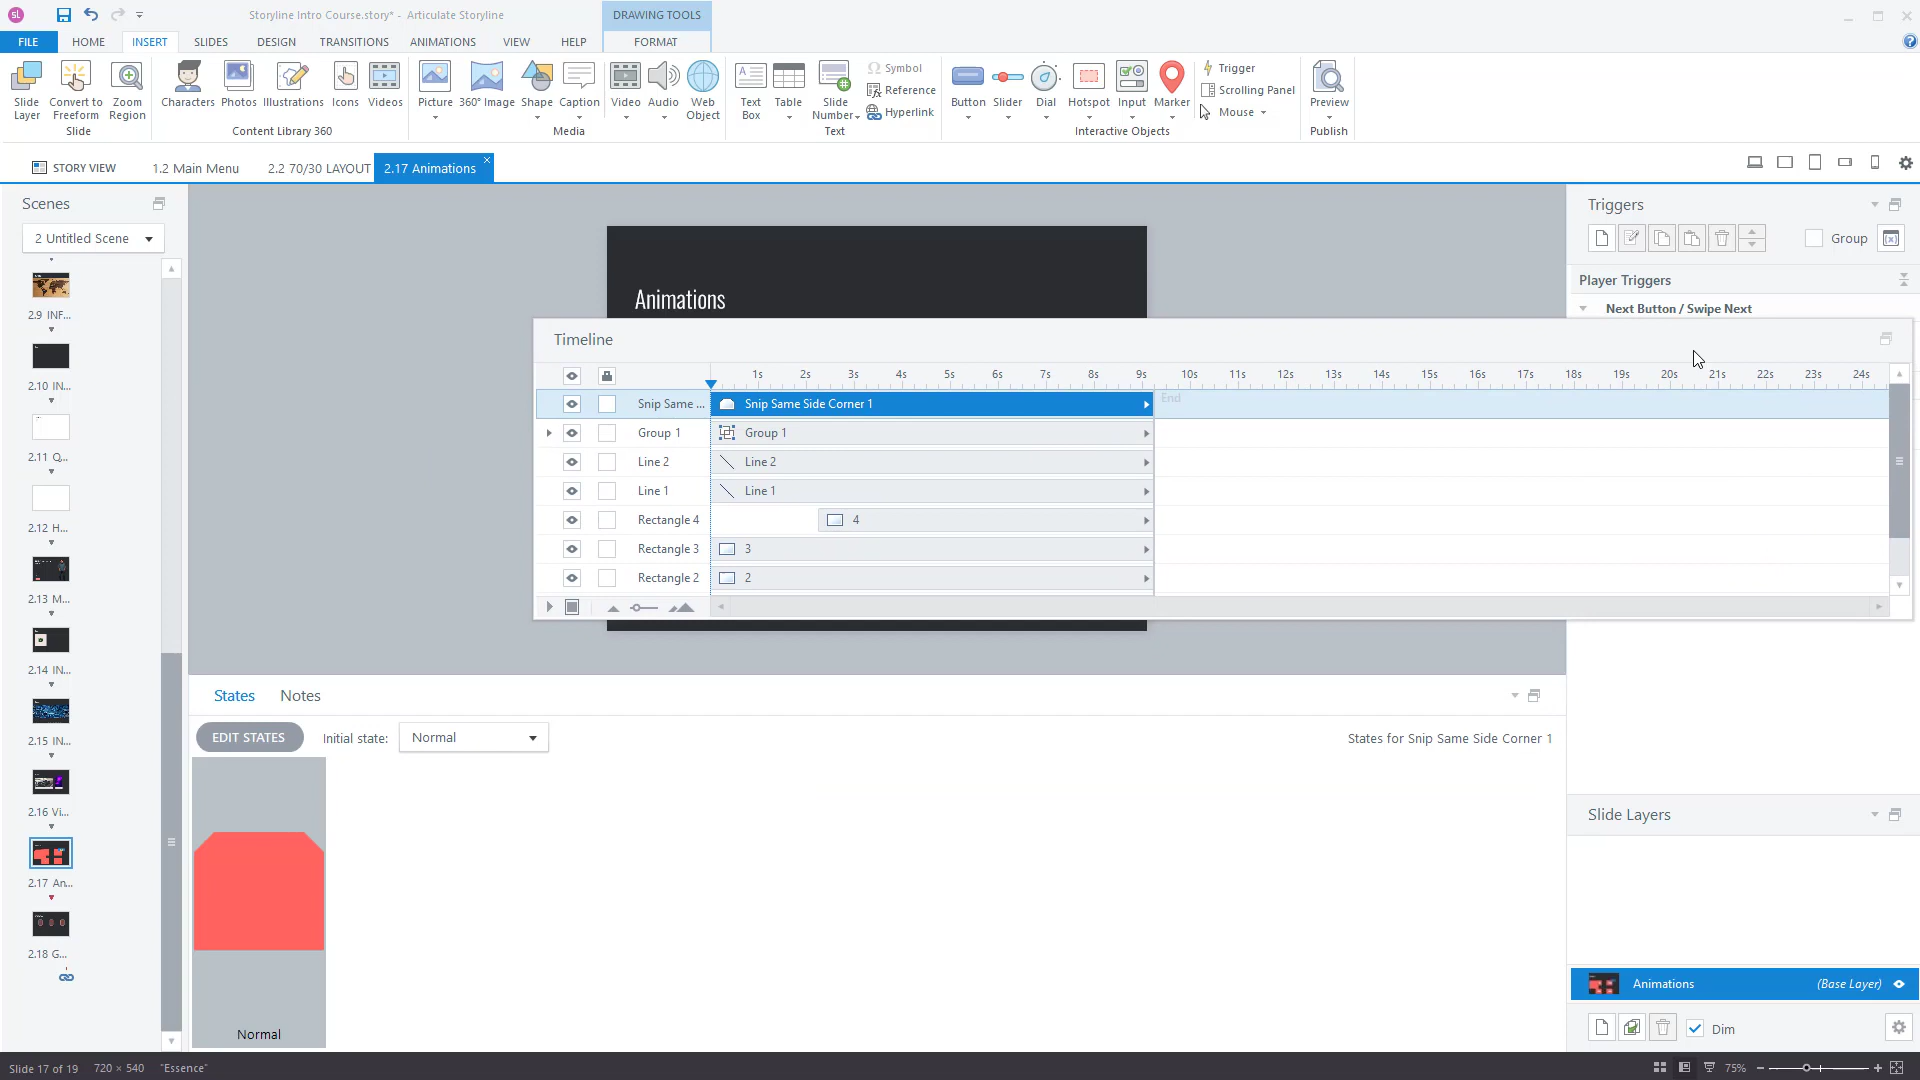 sl
Storyline Intro Course.story* - Articulate Storyline
DRAWING TOOLS
FILE HOME INSERT SLIDES DESIGN TRANSITIONS ANIMATIONS VIEW HELP FORMAT
Slide Layer
Convert to Freeform
Zoom Region
Slide
Characters
Photos
Illustrations
Icons
Videos
Content Library 360
Picture
360° Image
Shape
Caption
Video
Audio
Web Object
Media
Text Box
Table
Slide Number
Symbol
Reference
Hyperlink
Text
Button
Slider
Dial
Hotspot
Input
Marker
Trigger
Scrolling Panel
Mouse
Interactive Objects
Preview
Publish
STORY VIEW
1.2 Main Menu
2.2 70/30 LAYOUT
2.17 Animations
Scenes
2 Untitled Scene
2.9 INF...
2.10 IN...
2.11 Q...
2.12 H...
2.13 M...
2.14 IN...
2.15 IN...
2.16 Vi...
2.17 An...
2.18 G...
Animations
Timeline
1s 2s 3s 4s 5s 6s 7s 8s 9s 10s 11s 12s 13s 14s 15s 16s 17s 18s 19s 20s 21s 22s 23s 24s
Snip Same ... Snip Same Side Corner 1 End
Group 1 Group 1
Line 2 Line 2
Line 1 Line 1
Rectangle 4 4
Rectangle 3 3
Rectangle 2 2
States Notes
EDIT STATES Initial state: Normal States for Snip Same Side Corner 1
Normal
Triggers
Group
Player Triggers
Next Button / Swipe Next
Slide Layers
Animations (Base Layer)
Dim
Slide 17 of 19 720 × 540 "Essence" 75%